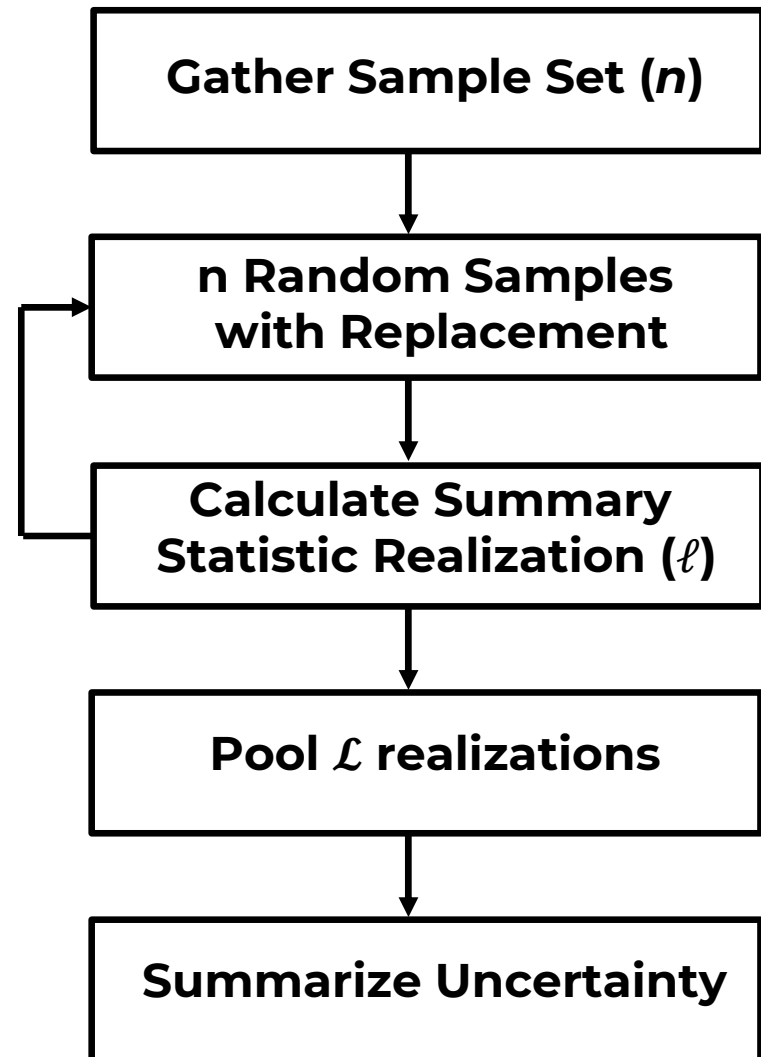 Gather Sample Set (n)
n Random Samples
with Replacement
Calculate Summary
Statistic Realization (ℓ)
Pool ℒ realizations
Summarize Uncertainty